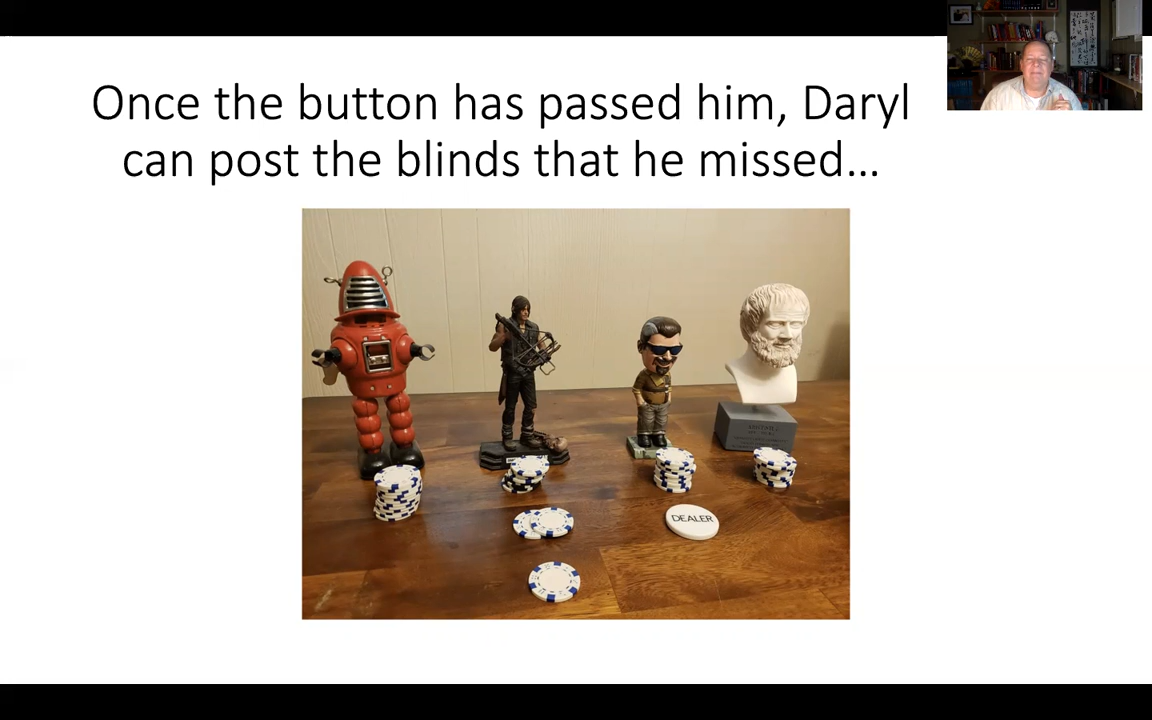 Once the button has passed him, Daryl
can post the blinds that he missed...
DEALER